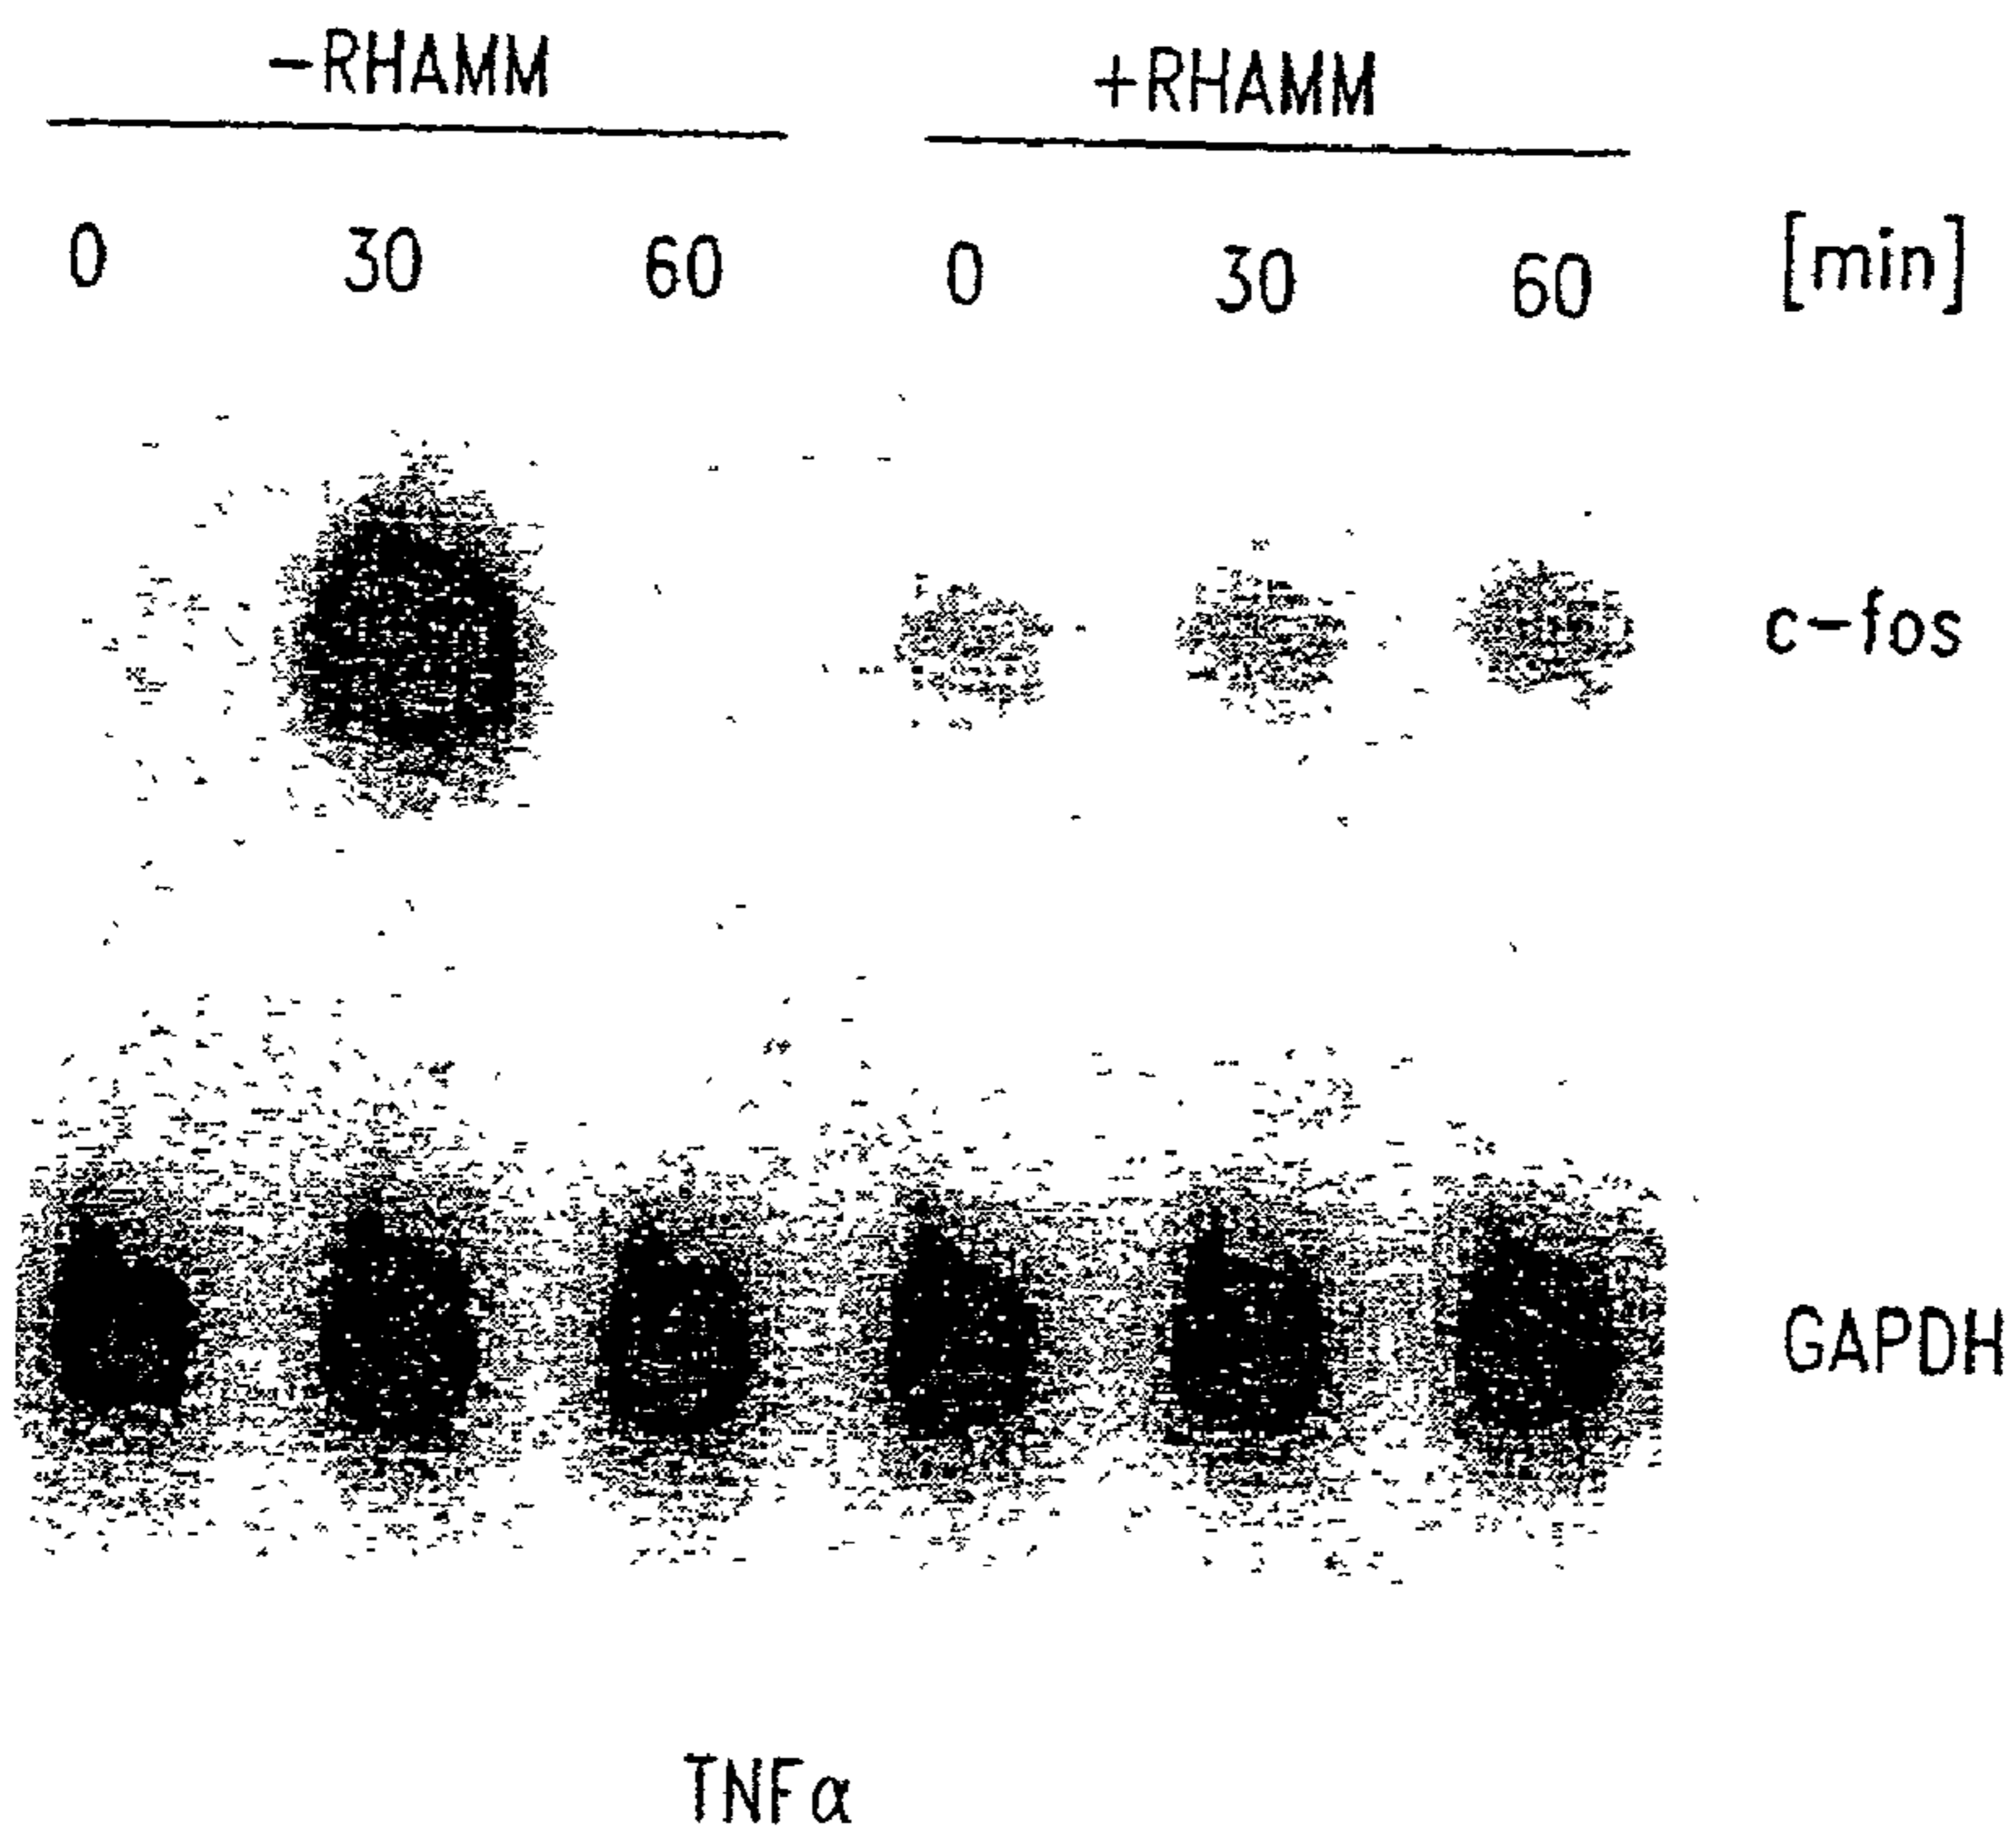 -RHAMM +RHAMM
0 30 60 0 30 60 [min]
c-fos
GAPDH
TNFα